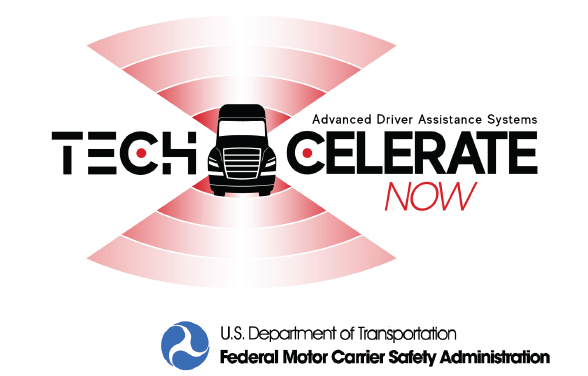 Advanced Driver Assistance Systems
TECH CELERATE
NOW
U.S. Department of Transportation
Federal Motor Carrier Safety Administration